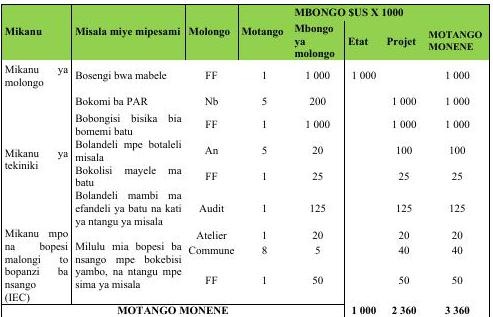 MBONGO $US X 1000
Mikanu Misala miye mipesami Molongo Motango Mbongo ya molongo Etat Projet MOTANGO MONENE
Mikanu ya molongo Bosengi bwa mabele FF 1 1 000 1 000 1 000
Bokomi ba PAR Nb 5 200 1 000 1 000
Mikanu ya tekiniki
Bobongisi bisika bia bomemi batu FF 1 1 000 1 000 1 000
Bolandeli mpe botaleli misala An 5 20 100 100
Bokolisi mayele ma batu FF 1 25 25 25
Bolandeli mambi ma efandeli ya batu na kati ya ntangu ya misala Audit 1 125 125 125
Mikanu mpo na bopesi malongi to bopanzi ba nsango (IEC)
Milulu mia bopesi ba nsango mpe bokebisi yambo, na ntangu mpe sima ya misala
Atelier 1 20 20 20
Commune 8 5 40 40
FF 1 50 50 50
MOTANGO MONENE 1 000 2 360 3 360